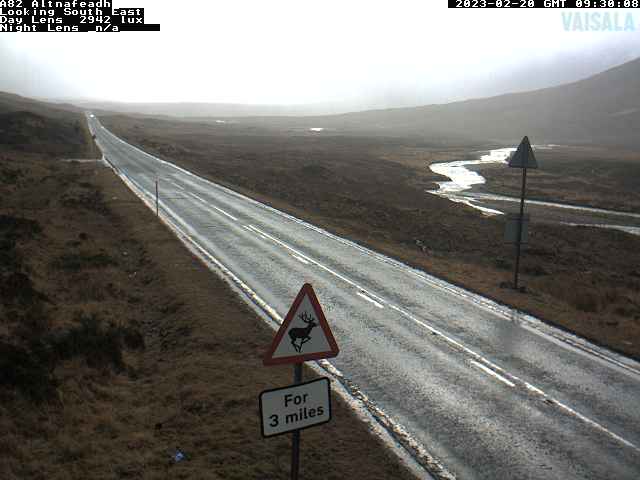 A82 Altnafeadh
Looking South East
Day Lens 2942 lux
Night Lens n/a
2023-02-20 GMT 09:30:08
VAISALA
For
3 miles